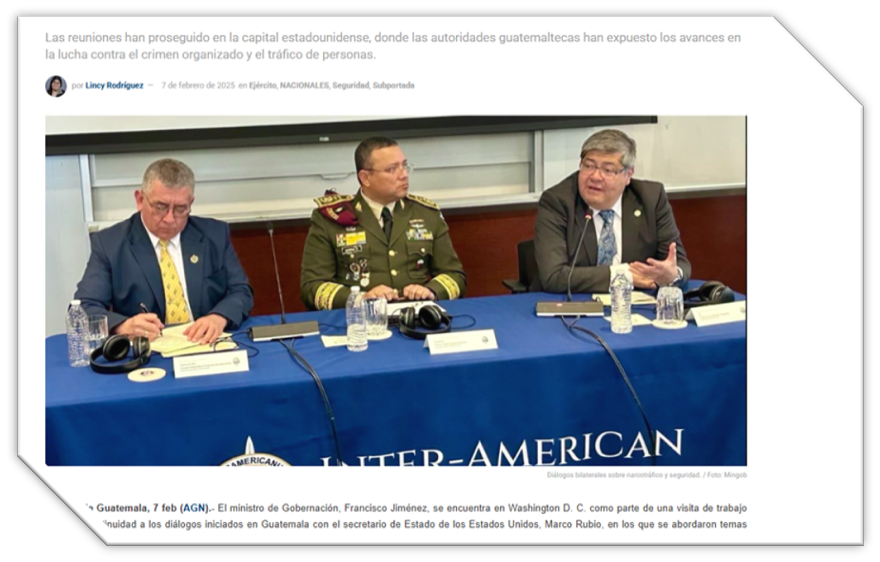 Las reuniones han proseguido en la capital estadounidense, donde las autoridades guatemaltecas han expuesto los avances en
la lucha contra el crimen organizado y el tráfico de personas.
por Lincy Rodríguez — 7 de febrero de 2025 en Ejército, NACIONALES, Seguridad, Subportada
AMERICAN
INTER-AMERICAN
Diálogos bilaterales sobre narcotráfico y seguridad. / Foto: Mingob
Guatemala, 7 feb (AGN).- El ministro de Gobernación, Francisco Jiménez, se encuentra en Washington D. C. como parte de una visita de trabajo
nuidad a los diálogos iniciados en Guatemala con el secretario de Estado de los Estados Unidos, Marco Rubio, en los que se abordaron temas